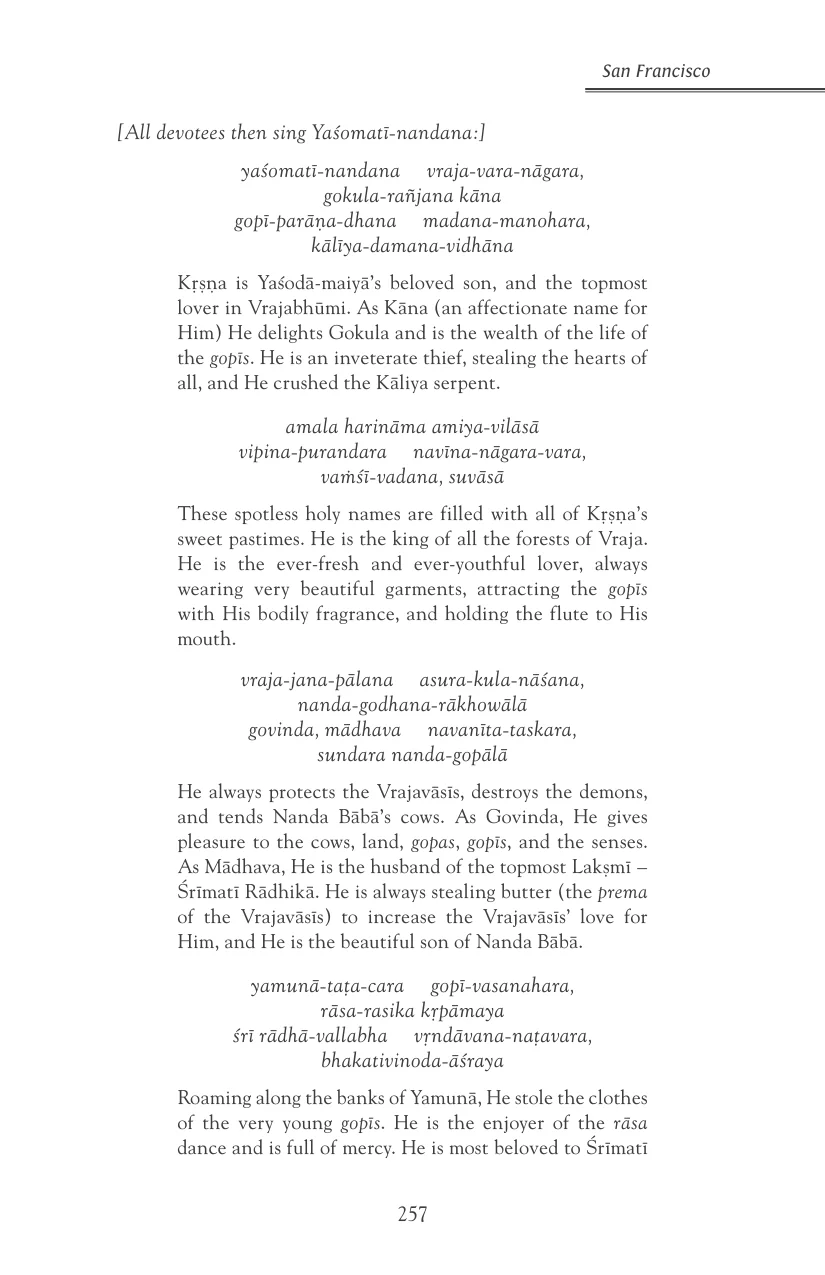 San Francisco
[All devotees then sing Yaśomatī-nandana:]
yaśomatī-nandana vraja-vara-nāgara,
gokula-rañjana kāna
gopī-parāṇa-dhana madana-manohara,
kālīya-damana-vidhāna
Kṛṣṇa is Yaśodā-maiyā’s beloved son, and the topmost
lover in Vrajabhūmi. As Kāna (an affectionate name for
Him) He delights Gokula and is the wealth of the life of
the gopīs. He is an inveterate thief, stealing the hearts of
all, and He crushed the Kāliya serpent.
amala harināma amiya-vilāsā
vipina-purandara navīna-nāgara-vara,
vaṁśī-vadana, suvāsā
These spotless holy names are filled with all of Kṛṣṇa’s
sweet pastimes. He is the king of all the forests of Vraja.
He is the ever-fresh and ever-youthful lover, always
wearing very beautiful garments, attracting the gopīs
with His bodily fragrance, and holding the flute to His
mouth.
vraja-jana-pālana asura-kula-nāśana,
nanda-godhana-rākhowālā
govinda, mādhava navanīta-taskara,
sundara nanda-gopālā
He always protects the Vrajavāsīs, destroys the demons,
and tends Nanda Bābā’s cows. As Govinda, He gives
pleasure to the cows, land, gopas, gopīs, and the senses.
As Mādhava, He is the husband of the topmost Lakṣmī –
Śrīmatī Rādhikā. He is always stealing butter (the prema
of the Vrajavāsīs) to increase the Vrajavāsīs’ love for
Him, and He is the beautiful son of Nanda Bābā.
yamunā-taṭa-cara gopī-vasanahara,
rāsa-rasika kṛpāmaya
śrī rādhā-vallabha vṛndāvana-naṭavara,
bhakativinoda-āśraya
Roaming along the banks of Yamunā, He stole the clothes
of the very young gopīs. He is the enjoyer of the rāsa
dance and is full of mercy. He is most beloved to Śrīmatī
257